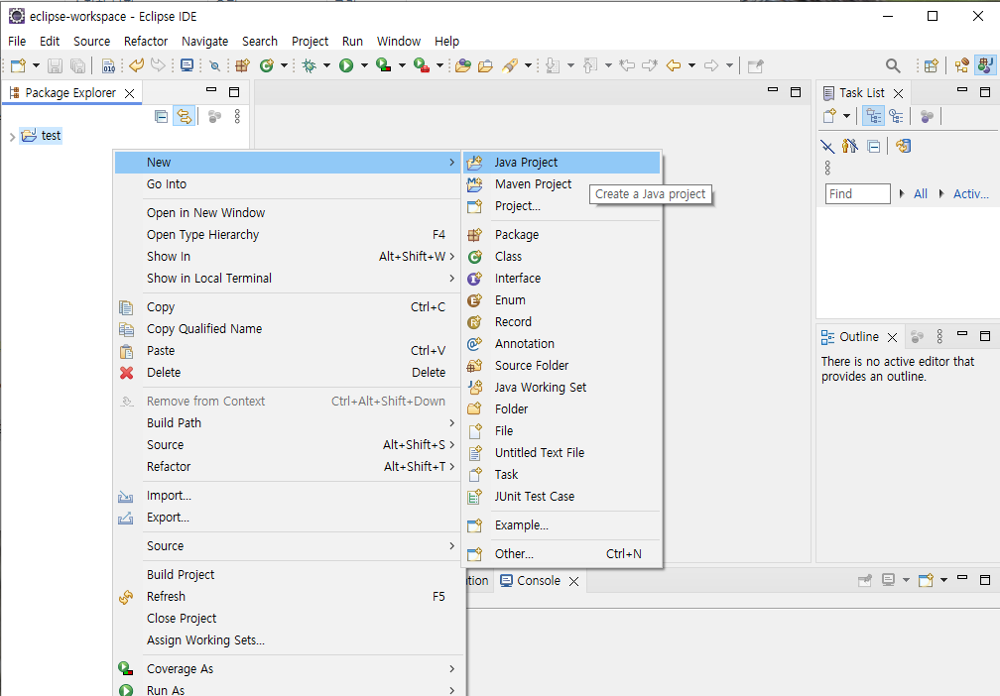 eclipse-workspace - Eclipse IDE
File Edit Source Refactor Navigate Search Project Run Window Help
Package Explorer
test
New
Go Into
Open in New Window
Open Type Hierarchy F4
Show In Alt+Shift+W
Show in Local Terminal
Copy Ctrl+C
Copy Qualified Name
Paste Ctrl+V
Delete Delete
Remove from Context Ctrl+Alt+Shift+Down
Build Path
Source Alt+Shift+S
Refactor Alt+Shift+T
Import...
Export...
Source
Build Project
Refresh F5
Close Project
Assign Working Sets...
Coverage As
Run As
Java Project
Maven Project
Project...
Create a Java project
Package
Class
Interface
Enum
Record
Annotation
Source Folder
Java Working Set
Folder
File
Untitled Text File
Task
JUnit Test Case
Example...
Other... Ctrl+N
Task List
Find All Activ...
Outline
There is no active editor that
provides an outline.
Console